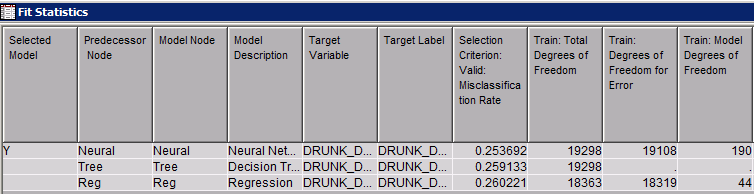 Fit Statistics
Selected Model Predecessor Node Model Node Model Description Target Variable Target Label Selection Criterion: Valid: Misclassification Rate Train: Total Degrees of Freedom Train: Degrees of Freedom for Error Train: Model Degrees of Freedom
Y Neural Neural Neural Net... DRUNK_D... DRUNK_D... 0.253692 19298 19108 190
Tree Tree Decision Tr... DRUNK_D... DRUNK_D... 0.259133 19298 .
Reg Reg Regression DRUNK_D... DRUNK_D... 0.260221 18363 18319 44